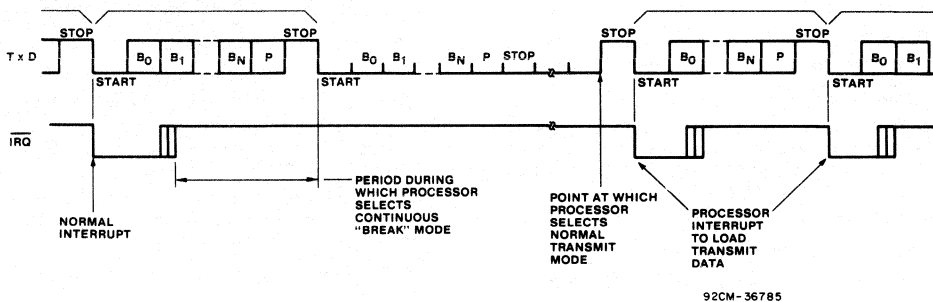 STOP STOP STOP STOP
T x D B0 B1 BN P B0 B1 BN P STOP B0 BN P B0 B1
START START START START
IRQ
NORMAL
INTERRUPT
PERIOD DURING
WHICH PROCESSOR
SELECTS
CONTINUOUS
"BREAK" MODE
POINT AT WHICH
PROCESSOR
SELECTS
NORMAL
TRANSMIT
MODE
PROCESSOR
INTERRUPT
TO LOAD
TRANSMIT
DATA
92CM-36785